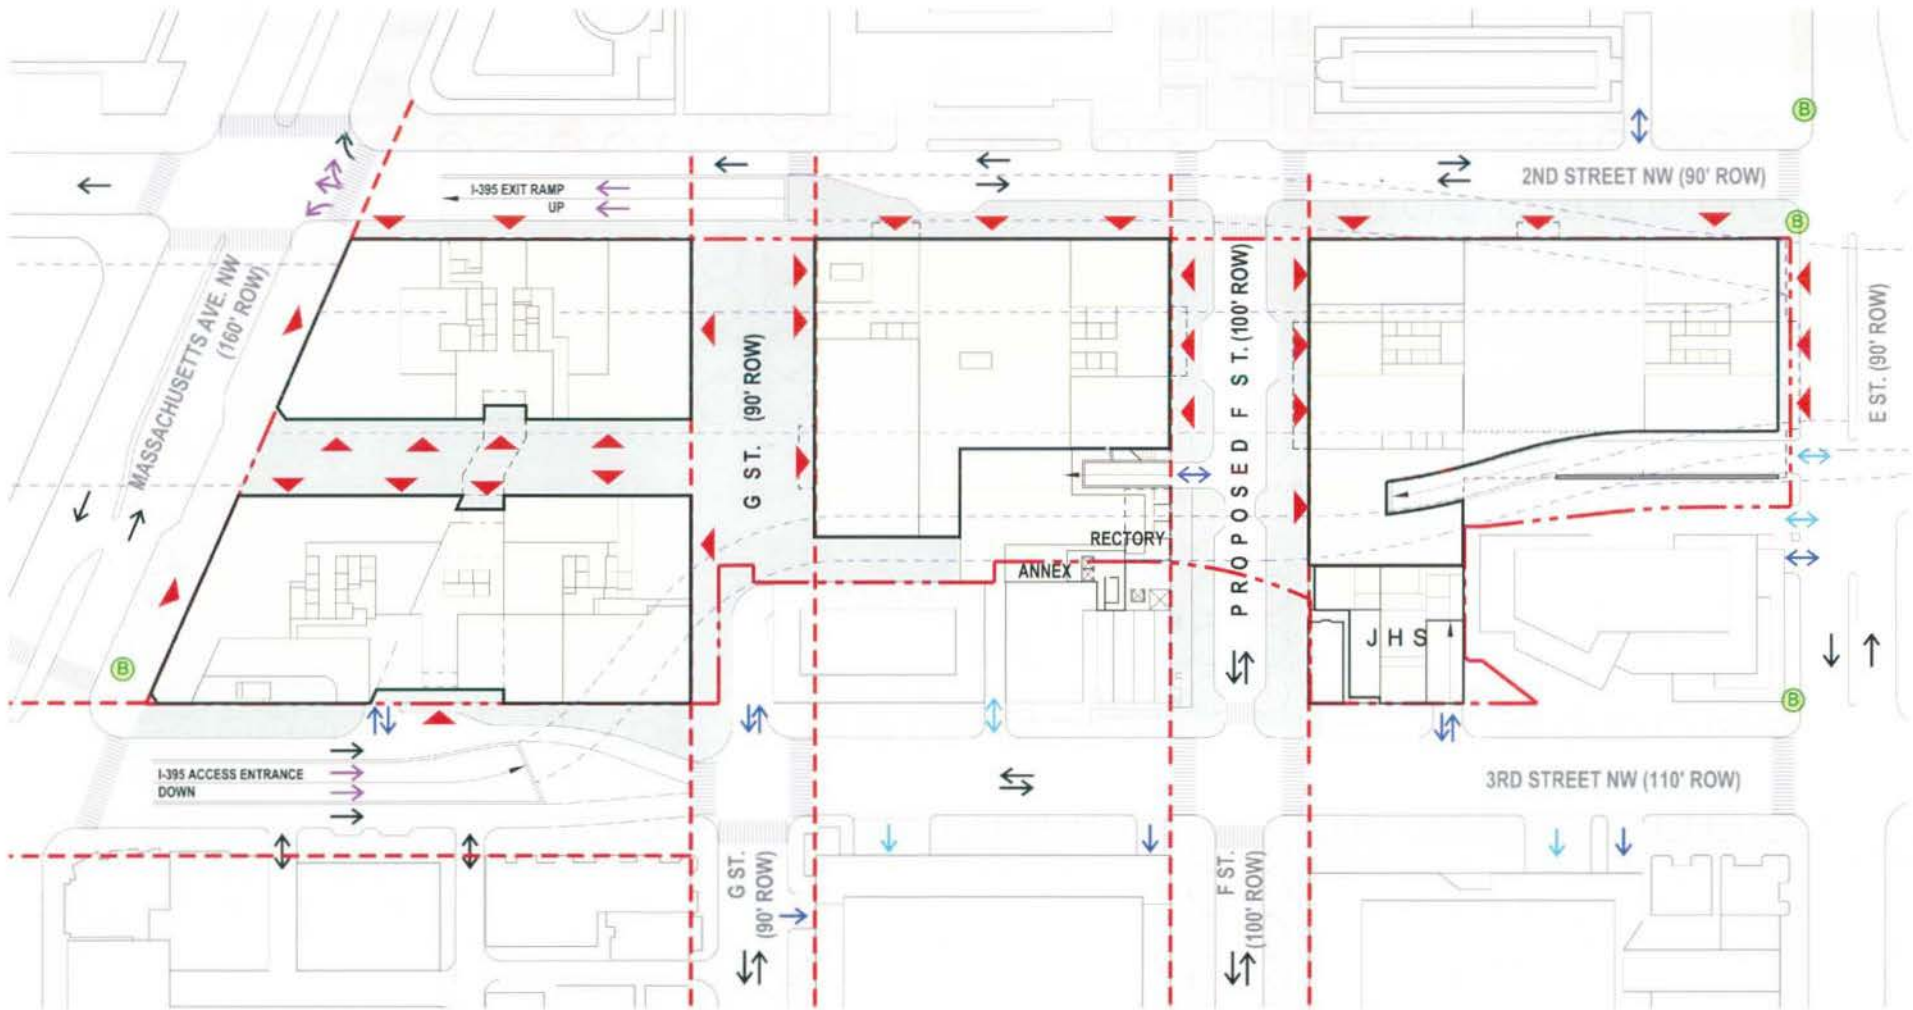 B
2ND STREET NW (90' ROW)
I-395 EXIT RAMP
UP
B
MASSACHUSETTS AVE. NW
(160' ROW)
G ST. (90' ROW)
PROPOSED F ST. (100' ROW)
E ST. (90' ROW)
RECTORY
ANNEX
JHS
B
B
I-395 ACCESS ENTRANCE
DOWN
3RD STREET NW (110' ROW)
G ST.
(90' ROW)
F ST.
(100' ROW)